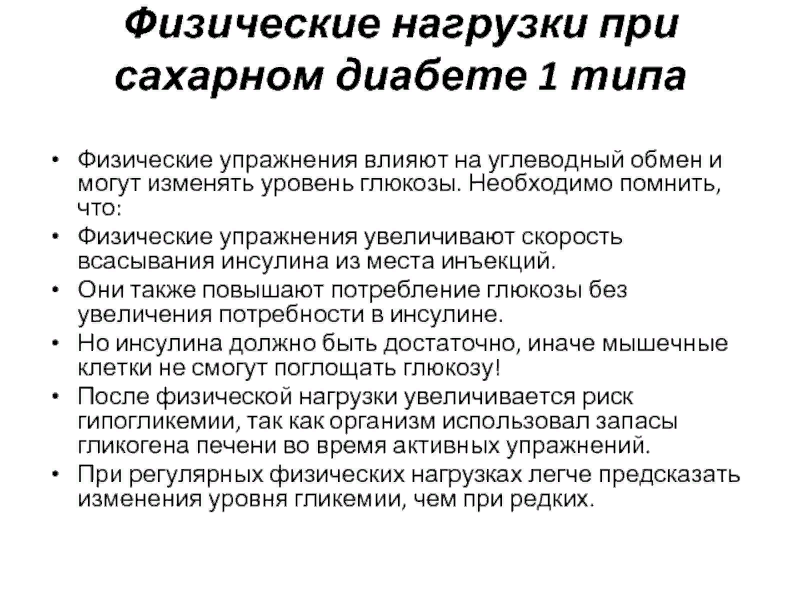 Физические нагрузки при
сахарном диабете 1 типа
• Физические упражнения влияют на углеводный обмен и
могут изменять уровень глюкозы. Необходимо помнить,
что:
• Физические упражнения увеличивают скорость
всасывания инсулина из места инъекций.
• Они также повышают потребление глюкозы без
увеличения потребности в инсулине.
• Но инсулина должно быть достаточно, иначе мышечные
клетки не смогут поглощать глюкозу!
• После физической нагрузки увеличивается риск
гипогликемии, так как организм использовал запасы
гликогена печени во время активных упражнений.
• При регулярных физических нагрузках легче предсказать
изменения уровня гликемии, чем при редких.